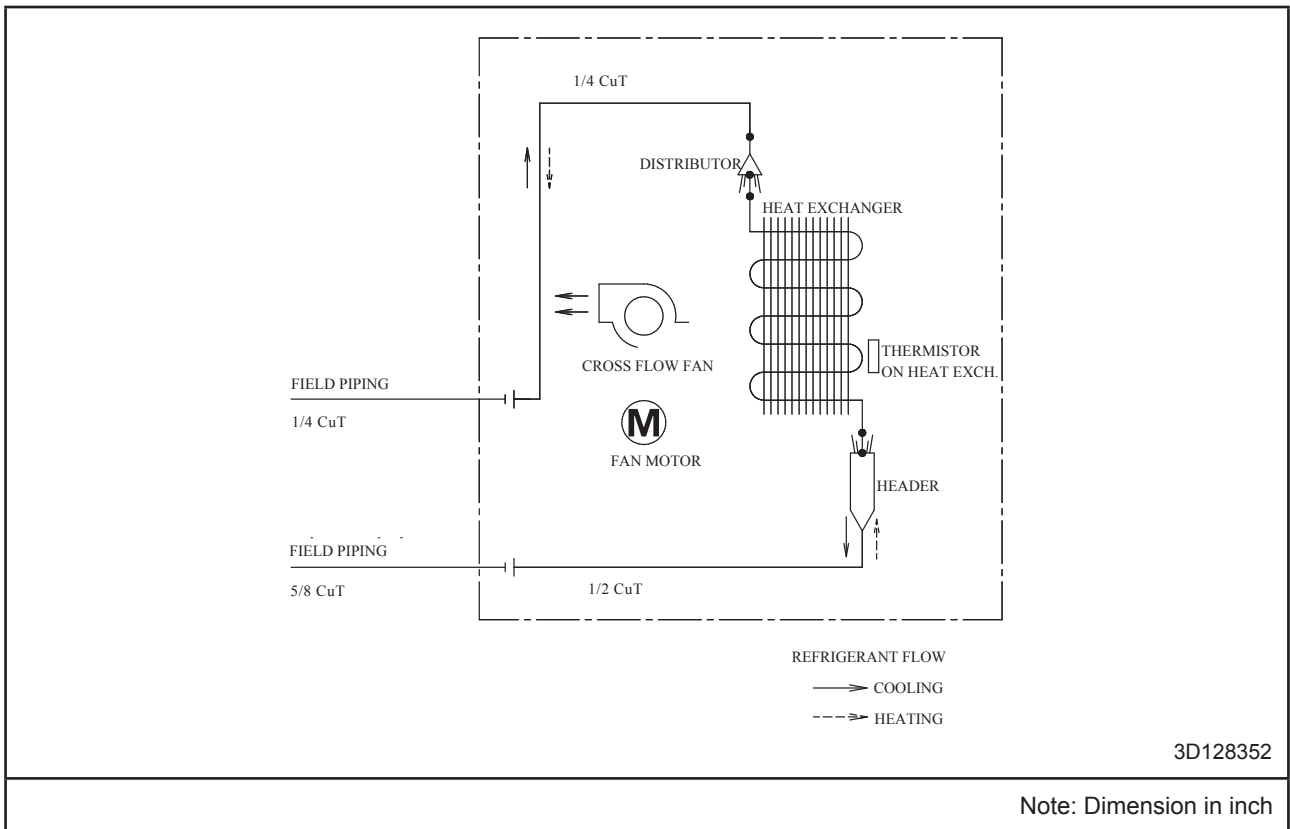 1/4 CuT
DISTRIBUTOR
HEAT EXCHANGER
THERMISTOR
ON HEAT EXCH.
CROSS FLOW FAN
FIELD PIPING
1/4 CuT
M
FAN MOTOR
HEADER
FIELD PIPING
5/8 CuT
1/2 CuT
REFRIGERANT FLOW
COOLING
HEATING
3D128352
Note: Dimension in inch